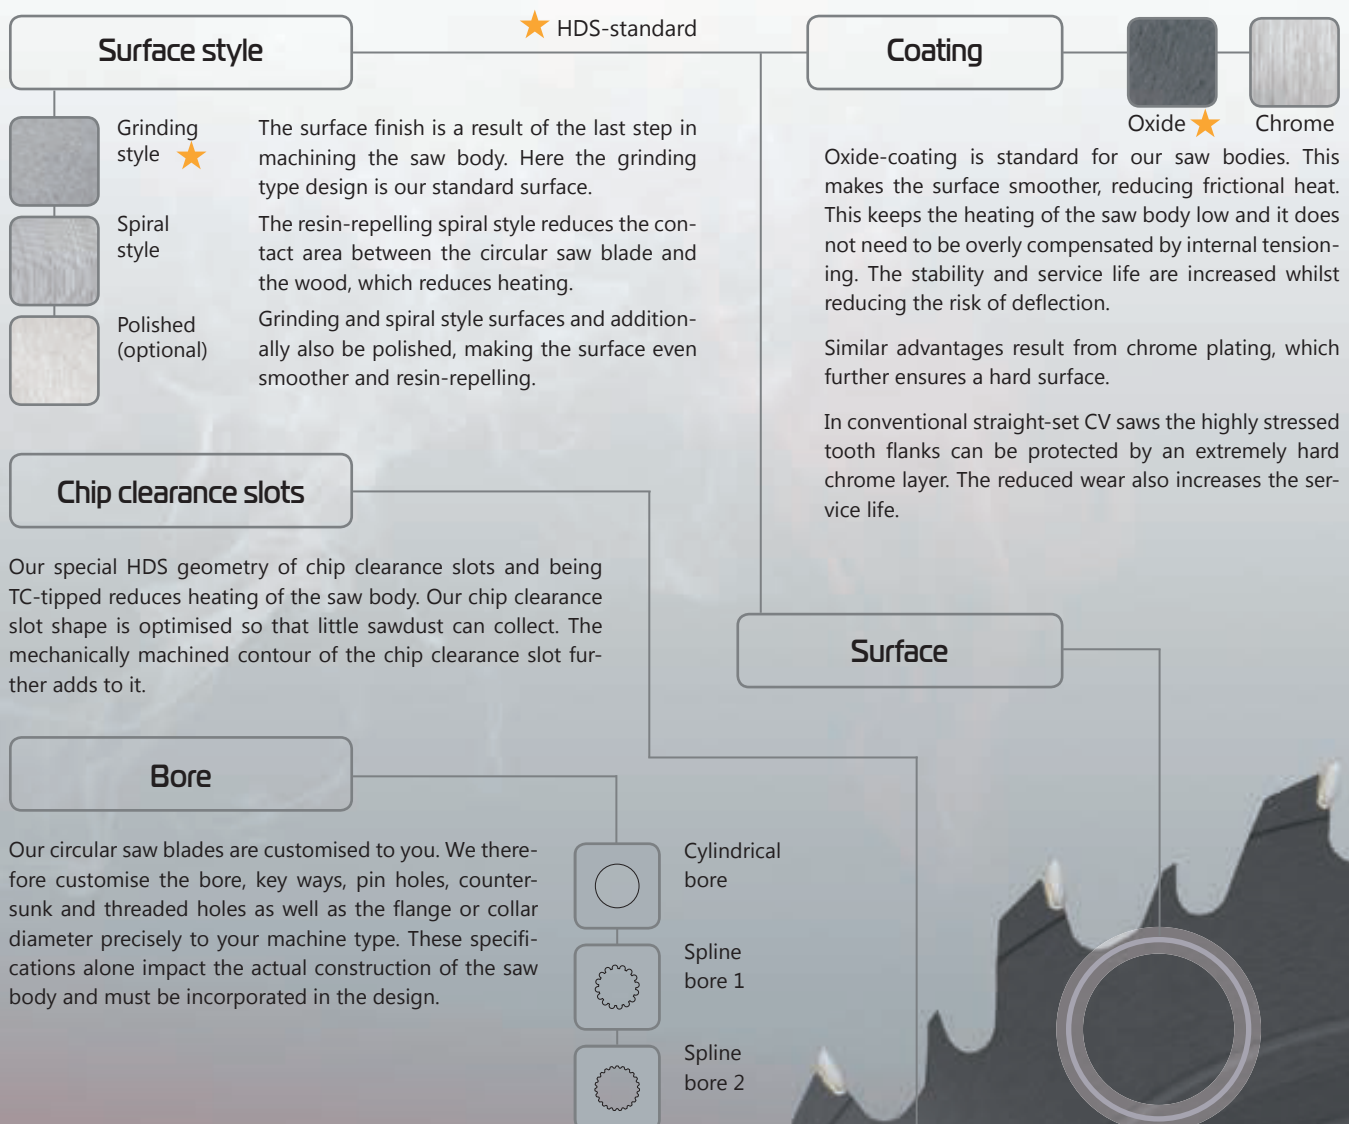 Surface style
★ HDS-standard
Grinding
style ★
The surface finish is a result of the last step in
machining the saw body. Here the grinding
type design is our standard surface.
Spiral
style
The resin-repelling spiral style reduces the con-
tact area between the circular saw blade and
the wood, which reduces heating.
Polished
(optional)
Grinding and spiral style surfaces and addition-
ally also be polished, making the surface even
smoother and resin-repelling.
Coating
Oxide ★
Chrome
Oxide-coating is standard for our saw bodies. This
makes the surface smoother, reducing frictional heat.
This keeps the heating of the saw body low and it does
not need to be overly compensated by internal tension-
ing. The stability and service life are increased whilst
reducing the risk of deflection.
Similar advantages result from chrome plating, which
further ensures a hard surface.
In conventional straight-set CV saws the highly stressed
tooth flanks can be protected by an extremely hard
chrome layer. The reduced wear also increases the ser-
vice life.
Chip clearance slots
Our special HDS geometry of chip clearance slots and being
TC-tipped reduces heating of the saw body. Our chip clearance
slot shape is optimised so that little sawdust can collect. The
mechanically machined contour of the chip clearance slot fur-
ther adds to it.
Surface
Bore
Our circular saw blades are customised to you. We there-
fore customise the bore, key ways, pin holes, counter-
sunk and threaded holes as well as the flange or collar
diameter precisely to your machine type. These specifi-
cations alone impact the actual construction of the saw
body and must be incorporated in the design.
Cylindrical
bore
Spline
bore 1
Spline
bore 2